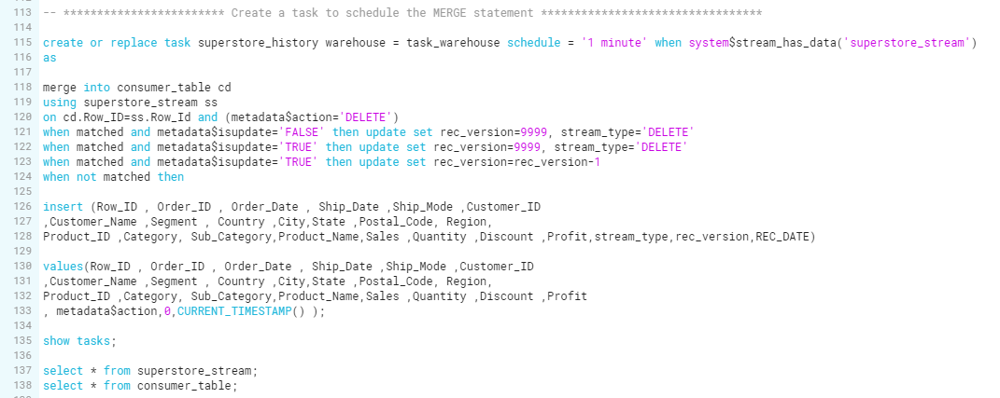 113 -- ************************ Create a task to schedule the MERGE statement *********************************
114
115 create or replace task superstore_history warehouse = task_warehouse schedule = '1 minute' when system$stream_has_data('superstore_stream')
116 as
117
118 merge into consumer_table cd
119 using superstore_stream ss
120 on cd.Row_ID=ss.Row_Id and (metadata$action='DELETE')
121 when matched and metadata$isupdate='FALSE' then update set rec_version=9999, stream_type='DELETE'
122 when matched and metadata$isupdate='TRUE' then update set rec_version=9999, stream_type='DELETE'
123 when matched and metadata$isupdate='TRUE' then update set rec_version=rec_version-1
124 when not matched then
125
126 insert (Row_ID , Order_ID , Order_Date , Ship_Date ,Ship_Mode ,Customer_ID
127 ,Customer_Name ,Segment , Country ,City,State ,Postal_Code, Region,
128 Product_ID ,Category, Sub_Category,Product_Name,Sales ,Quantity ,Discount ,Profit,stream_type,rec_version,REC_DATE)
129
130 values(Row_ID , Order_ID , Order_Date , Ship_Date ,Ship_Mode ,Customer_ID
131 ,Customer_Name ,Segment , Country ,City,State ,Postal_Code, Region,
132 Product_ID ,Category, Sub_Category,Product_Name,Sales ,Quantity ,Discount ,Profit
133 , metadata$action,0,CURRENT_TIMESTAMP() );
134
135 show tasks;
136
137 select * from superstore_stream;
138 select * from consumer_table;